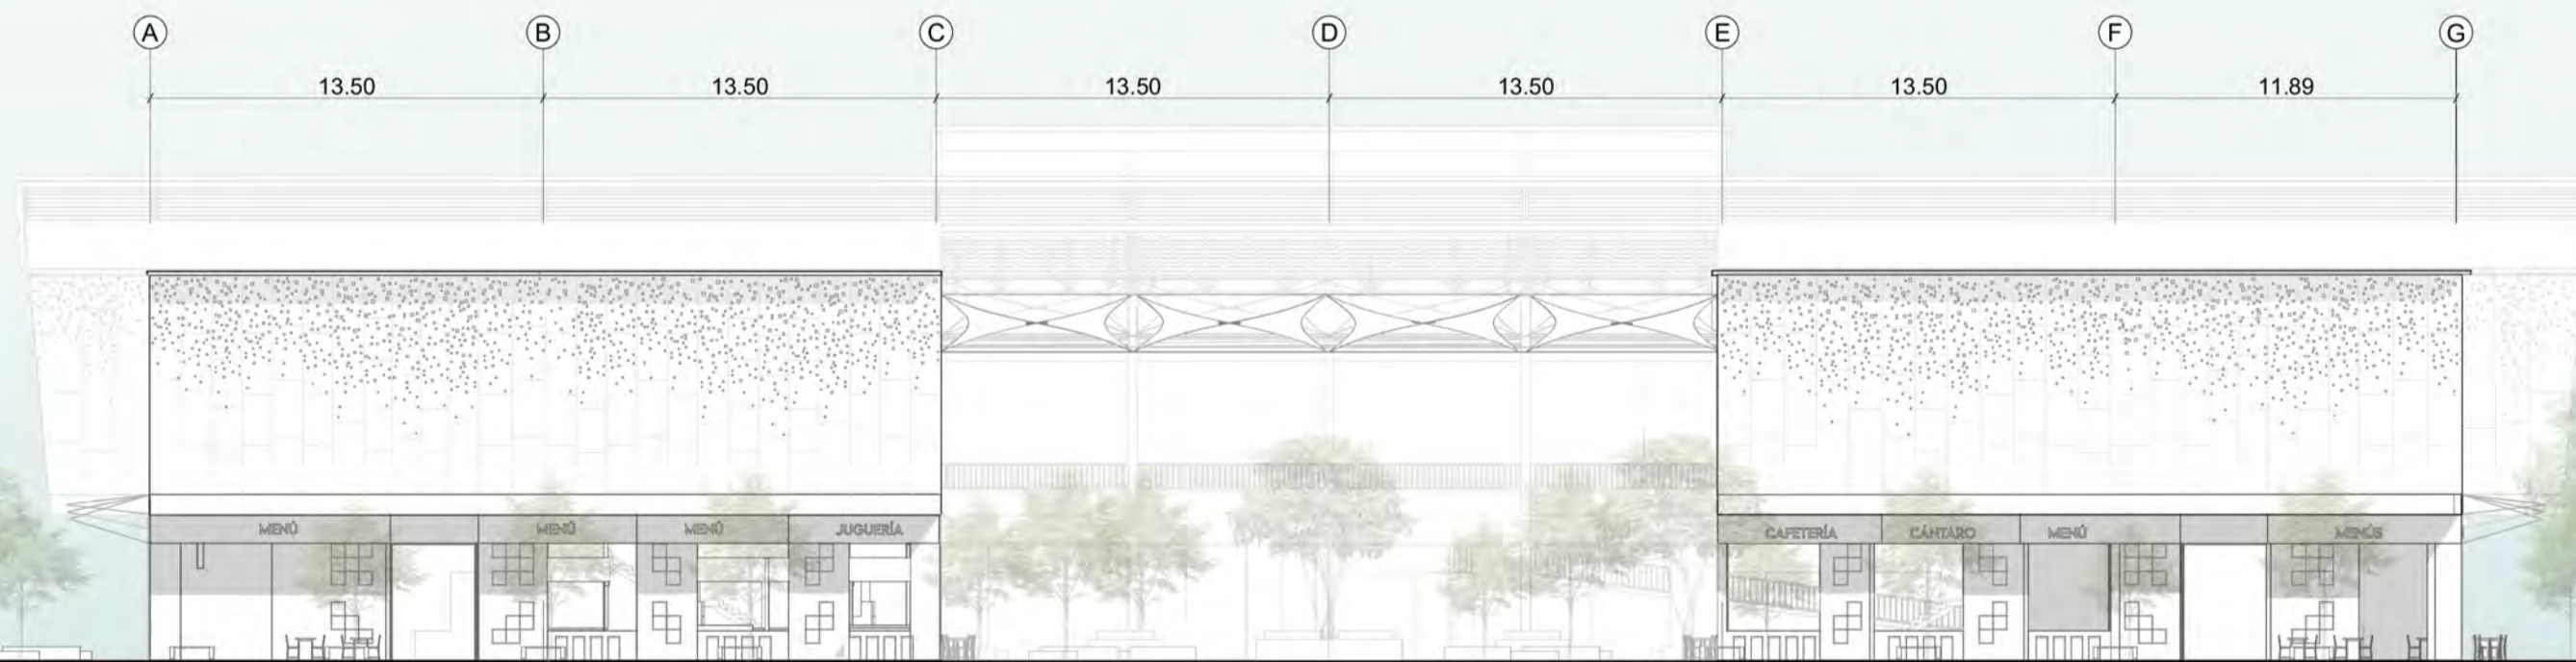 A B C D E F G
13.50 13.50 13.50 13.50 13.50 11.89
MENÚ MENÚ MENÚ JUGUERÍA CAFETERÍA CÁNTARO MENÚ MENÚS